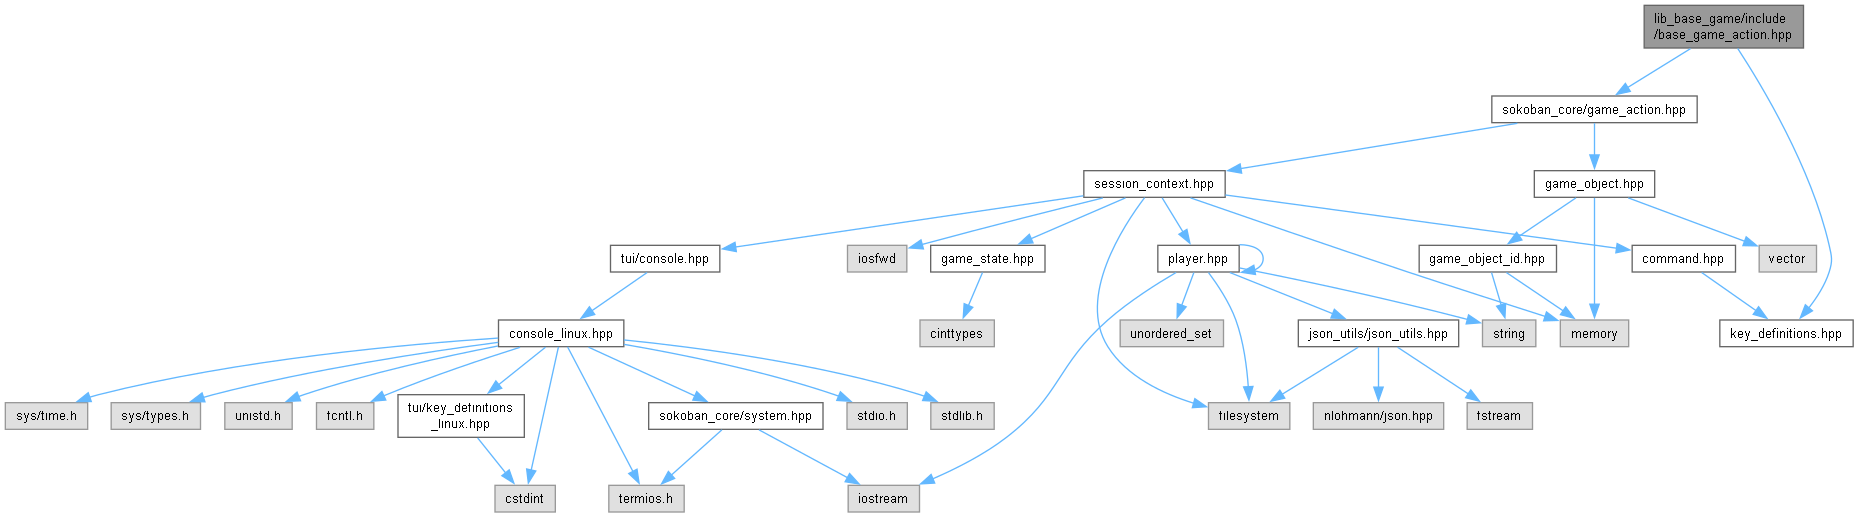 lib_base_game/include
/base_game_action.hpp
sokoban_core/game_action.hpp
session_context.hpp
game_object.hpp
tui/console.hpp
iosfwd
game_state.hpp
player.hpp
game_object_id.hpp
command.hpp
vector
console_linux.hpp
cinttypes
unordered_set
json_utils/json_utils.hpp
string
memory
key_definitions.hpp
sys/time.h
sys/types.h
unistd.h
fcntl.h
tui/key_definitions
_linux.hpp
sokoban_core/system.hpp
stdio.h
stdlib.h
filesystem
nlohmann/json.hpp
fstream
cstdint
termios.h
iostream